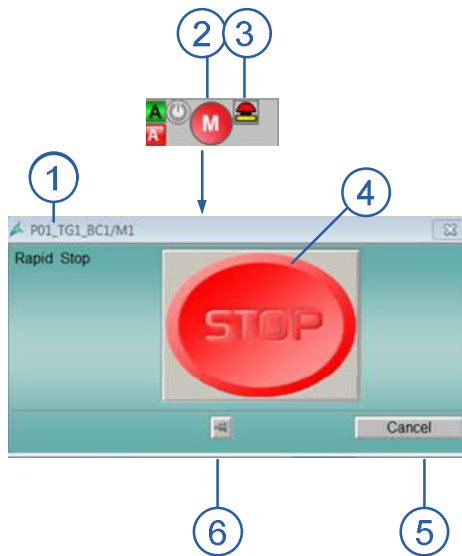 2 3
A
M
A
1 4
P01_TG1_BC1/M1
Rapid Stop
STOP
Cancel
6 5